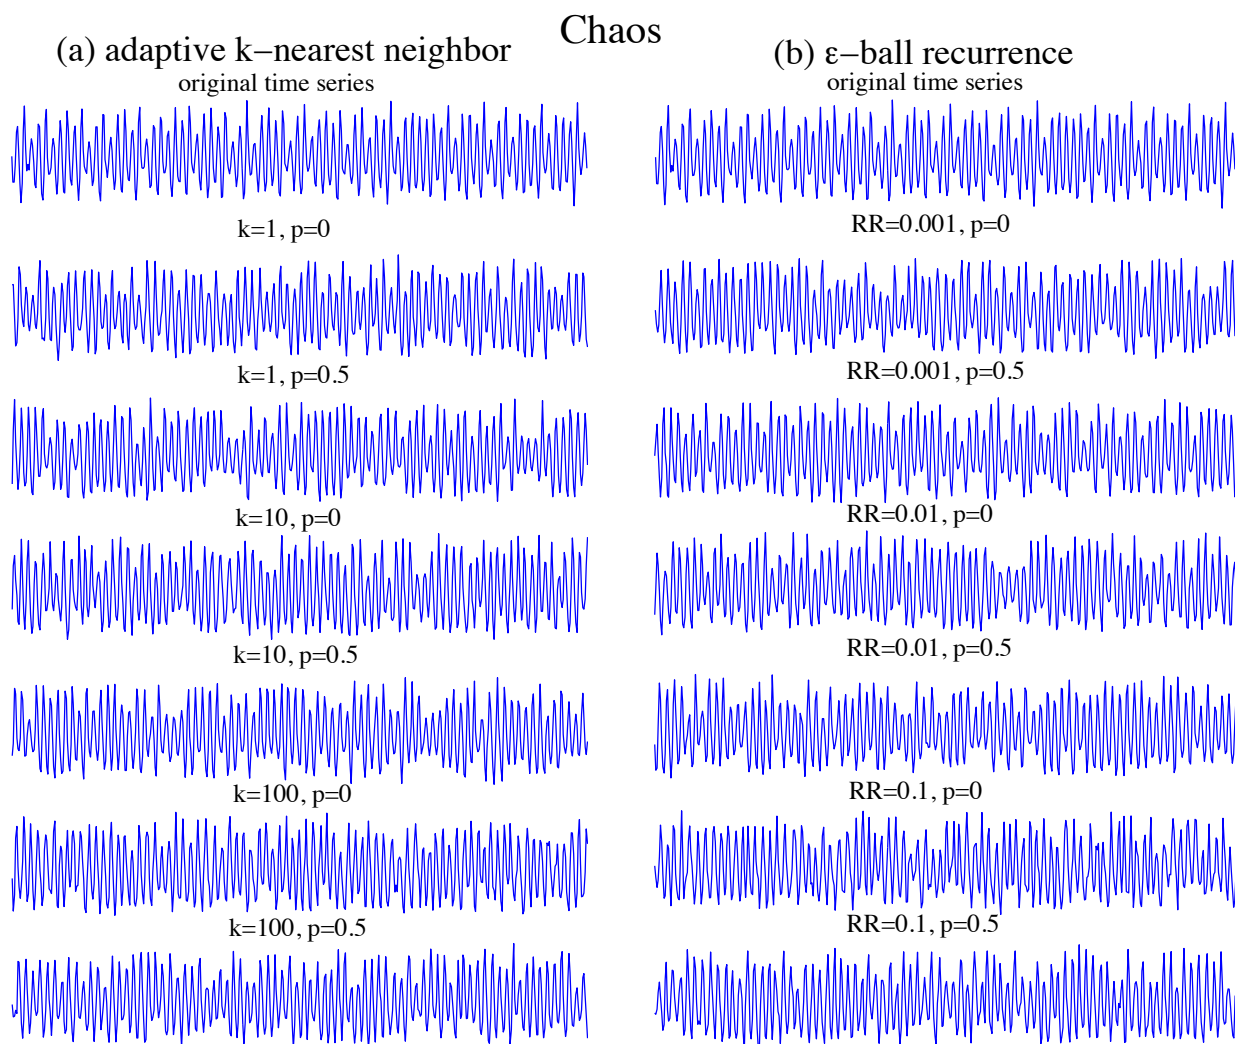 Chaos
(a) adaptive k−nearest neighbor
original time series
k=1, p=0
k=1, p=0.5
k=10, p=0
k=10, p=0.5
k=100, p=0
k=100, p=0.5
(b) ε−ball recurrence
original time series
RR=0.001, p=0
RR=0.001, p=0.5
RR=0.01, p=0
RR=0.01, p=0.5
RR=0.1, p=0
RR=0.1, p=0.5